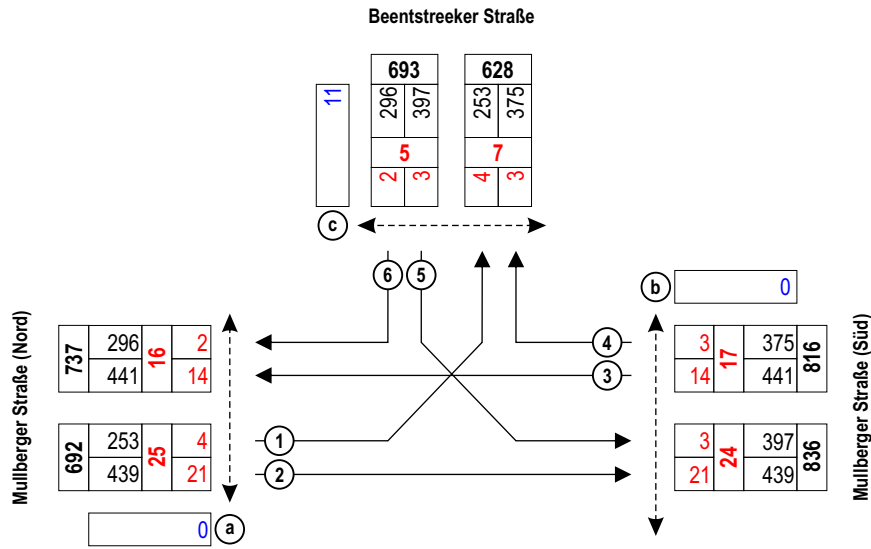 Beentstreeker Straße
693 628
296 397 253 375
11
5 7
2 3 4 3
c
6 5
b 0
Mullberger Straße (Nord)
737 296 16 2
441 14
4
3 17 375 816
3
14 441
Mullberger Straße (Süd)
692 253 25 4
439 21
1
2
3 24 397 836
21 439
0 a